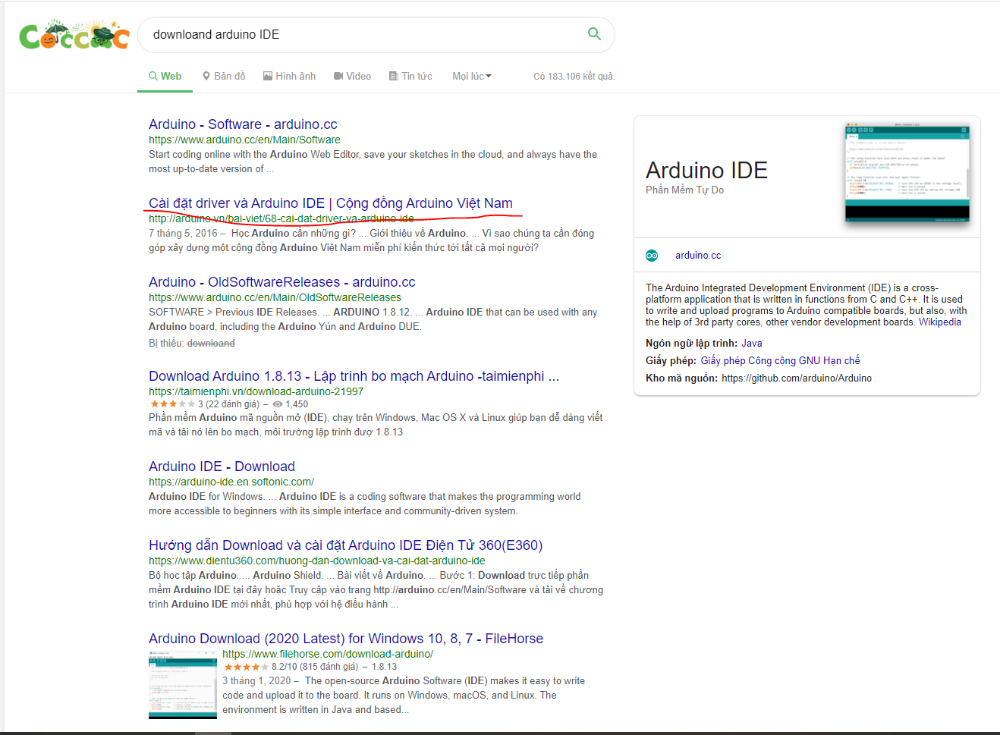 Coccoc
downloand arduino IDE
Web Bản đồ Hình ảnh Video Tin tức Mọi lúc Có 183.106 kết quả.
Arduino - Software - arduino.cc
https://www.arduino.cc/en/Main/Software
Start coding online with the Arduino Web Editor, save your sketches in the cloud, and always have the
most up-to-date version of ...
Cài đặt driver và Arduino IDE | Cộng đồng Arduino Việt Nam
http://arduino.vn/bai-viet/68-cai-dat-driver-va-arduino-ide
7 tháng 5, 2016 – Học Arduino cần những gì? ... Giới thiệu về Arduino. ... Vì sao chúng ta cần đóng
góp xây dựng một cộng đồng Arduino Việt Nam miễn phí kiến thức tới tất cả mọi người?
Arduino - OldSoftwareReleases - arduino.cc
https://www.arduino.cc/en/Main/OldSoftwareReleases
SOFTWARE > Previous IDE Releases. ... ARDUINO 1.8.12. ... Arduino IDE that can be used with any
Arduino board, including the Arduino Yún and Arduino DUE.
Bị thiếu: downloand
Download Arduino 1.8.13 - Lập trình bo mạch Arduino -taimienphi ...
https://taimienphi.vn/download-arduino-21997
3 (22 đánh giá) – 1,450
Phần mềm Arduino mã nguồn mở (IDE), chạy trên Windows, Mac OS X và Linux giúp bạn dễ dàng viết
mã và tải nó lên bo mạch, môi trường lập trình đượ 1.8.13
Arduino IDE - Download
https://arduino-ide.en.softonic.com/
Arduino IDE for Windows. ... Arduino IDE is a coding software that makes the programming world
more accessible to beginners with its simple interface and community-driven system.
Hướng dẫn Download và cài đặt Arduino IDE Điện Tử 360(E360)
https://www.dientu360.com/huong-dan-download-va-cai-dat-arduino-ide
Bộ học tập Arduino. ... Arduino Shield. ... Bài viết về Arduino. ... Bước 1: Download trực tiếp phần
mềm Arduino IDE tại đây hoặc Truy cập vào trang http://arduino.cc/en/Main/Software và tải về chương
trình Arduino IDE mới nhất, phù hợp với hệ điều hành ...
Arduino Download (2020 Latest) for Windows 10, 8, 7 - FileHorse
https://www.filehorse.com/download-arduino/
8.2/10 (815 đánh giá) – 1.8.13
3 tháng 1, 2020 – The open-source Arduino Software (IDE) makes it easy to write
code and upload it to the board. It runs on Windows, macOS, and Linux. The
environment is written in Java and based...
Arduino IDE
Phần Mềm Tự Do
arduino.cc
The Arduino Integrated Development Environment (IDE) is a cross-
platform application that is written in functions from C and C++. It is used
to write and upload programs to Arduino compatible boards, but also, with
the help of 3rd party cores, other vendor development boards. Wikipedia
Ngôn ngữ lập trình: Java
Giấy phép: Giấy phép Công cộng GNU Hạn chế
Kho mã nguồn: https://github.com/arduino/Arduino